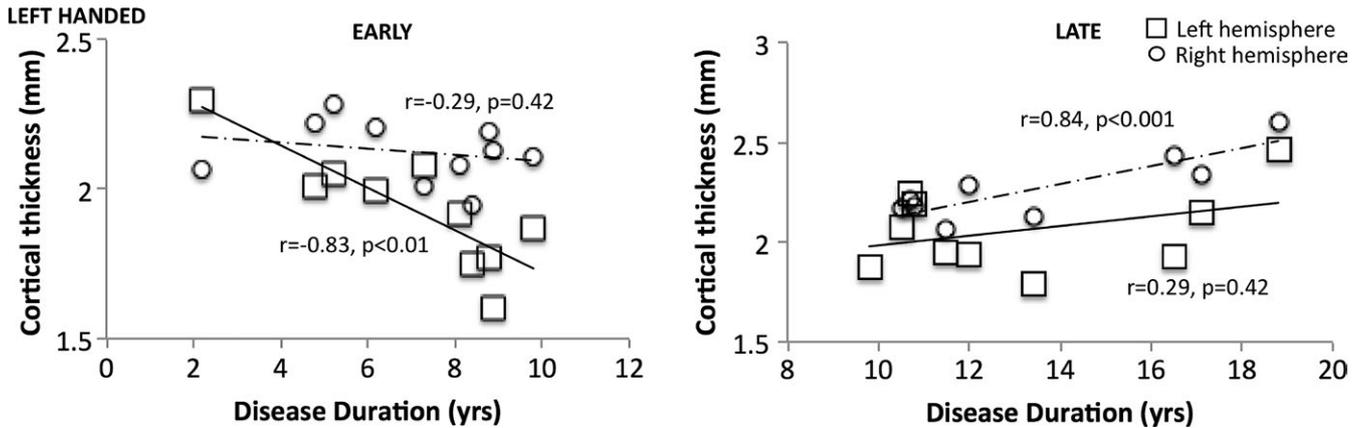 LEFT HANDED
EARLY
2.5
2
1.5
Cortical thickness (mm)
r=-0.29, p=0.42
r=-0.83, p<0.01
0 2 4 6 8 10 12
Disease Duration (yrs)
LATE
Left hemisphere
Right hemisphere
3
2.5
2
1.5
Cortical thickness (mm)
r=0.84, p<0.001
r=0.29, p=0.42
8 10 12 14 16 18 20
Disease Duration (yrs)